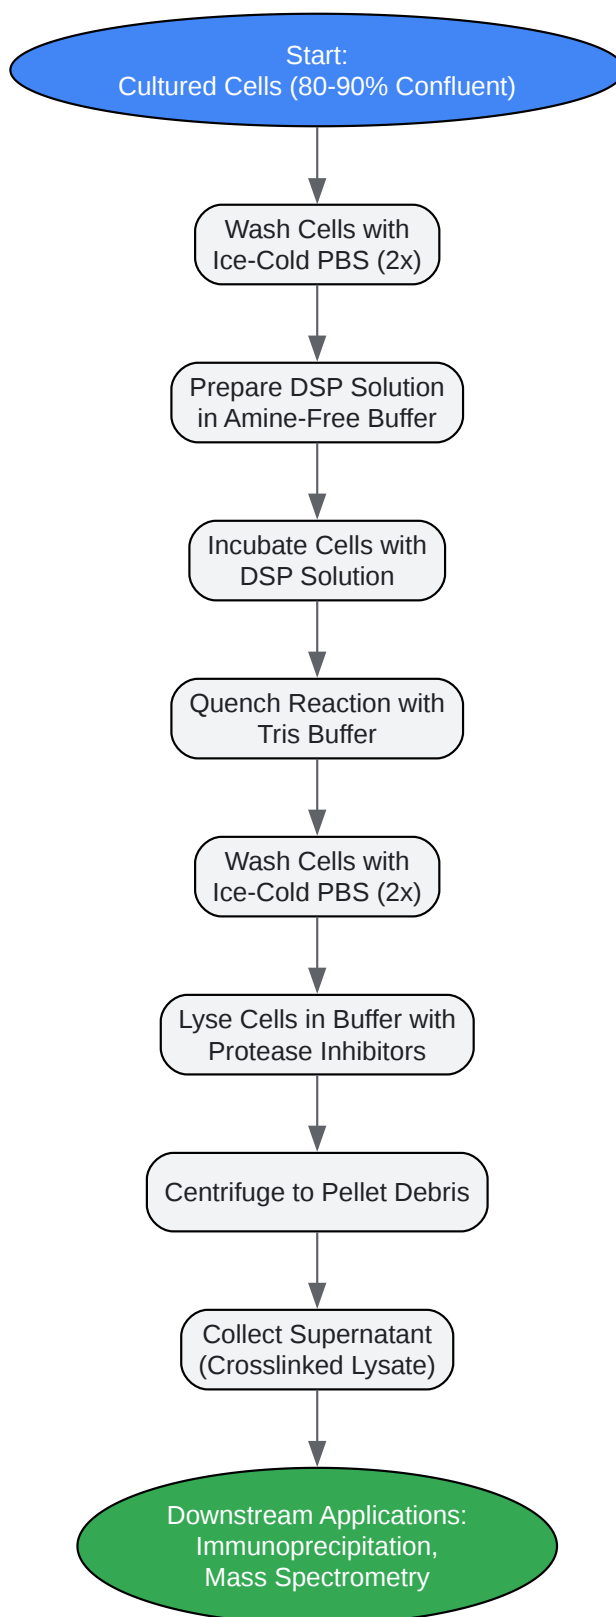 Start:
Cultured Cells (80-90% Confluent)
Wash Cells with
Ice-Cold PBS (2x)
Prepare DSP Solution
in Amine-Free Buffer
Incubate Cells with
DSP Solution
Quench Reaction with
Tris Buffer
Wash Cells with
Ice-Cold PBS (2x)
Lyse Cells in Buffer with
Protease Inhibitors
Centrifuge to Pellet Debris
Collect Supernatant
(Crosslinked Lysate)
Downstream Applications:
Immunoprecipitation,
Mass Spectrometry